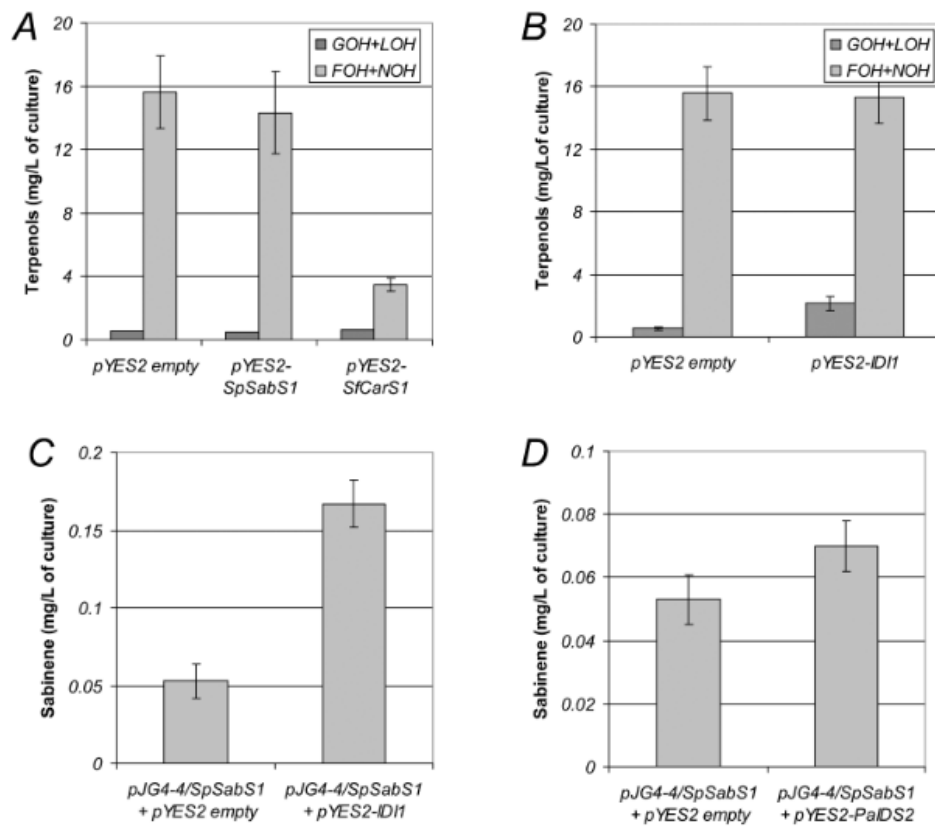 A
Terpenols (mg/L of culture)
20
16
12
8
4
0
GOH+LOH
FOH+NOH
pYES2 empty
pYES2-
SpSabS1
pYES2-
SfCarS1
B
Terpenols (mg/Lof culture)
20
16
12
8
4
0
GOH+LOH
FOH+NOH
pYES2 empty
pYES2-IDI1
C
Sabinene (mg/L of culture)
0.2
0.15
0.1
0.05
0
pJG4-4/SpSabS1
+ pYES2 empty
pJG4-4/SpSabS1
+ pYES2-IDI1
D
Sabinene (mg/L of culture)
0.1
0.08
0.06
0.04
0.02
0
pJG4-4/SpSabS1
+ pYES2 empty
pJG4-4/SpSabS1
+ pYES2-PaIDS2